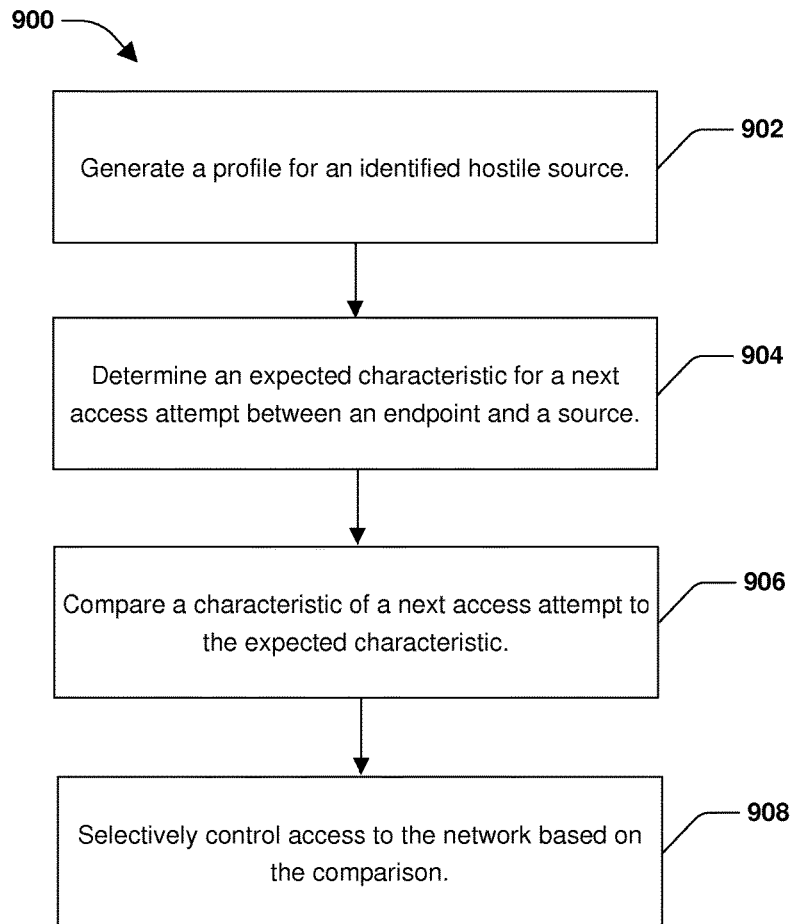 900
902
Generate a profile for an identified hostile source.
904
Determine an expected characteristic for a next
access attempt between an endpoint and a source.
906
Compare a characteristic of a next access attempt to
the expected characteristic.
908
Selectively control access to the network based on
the comparison.